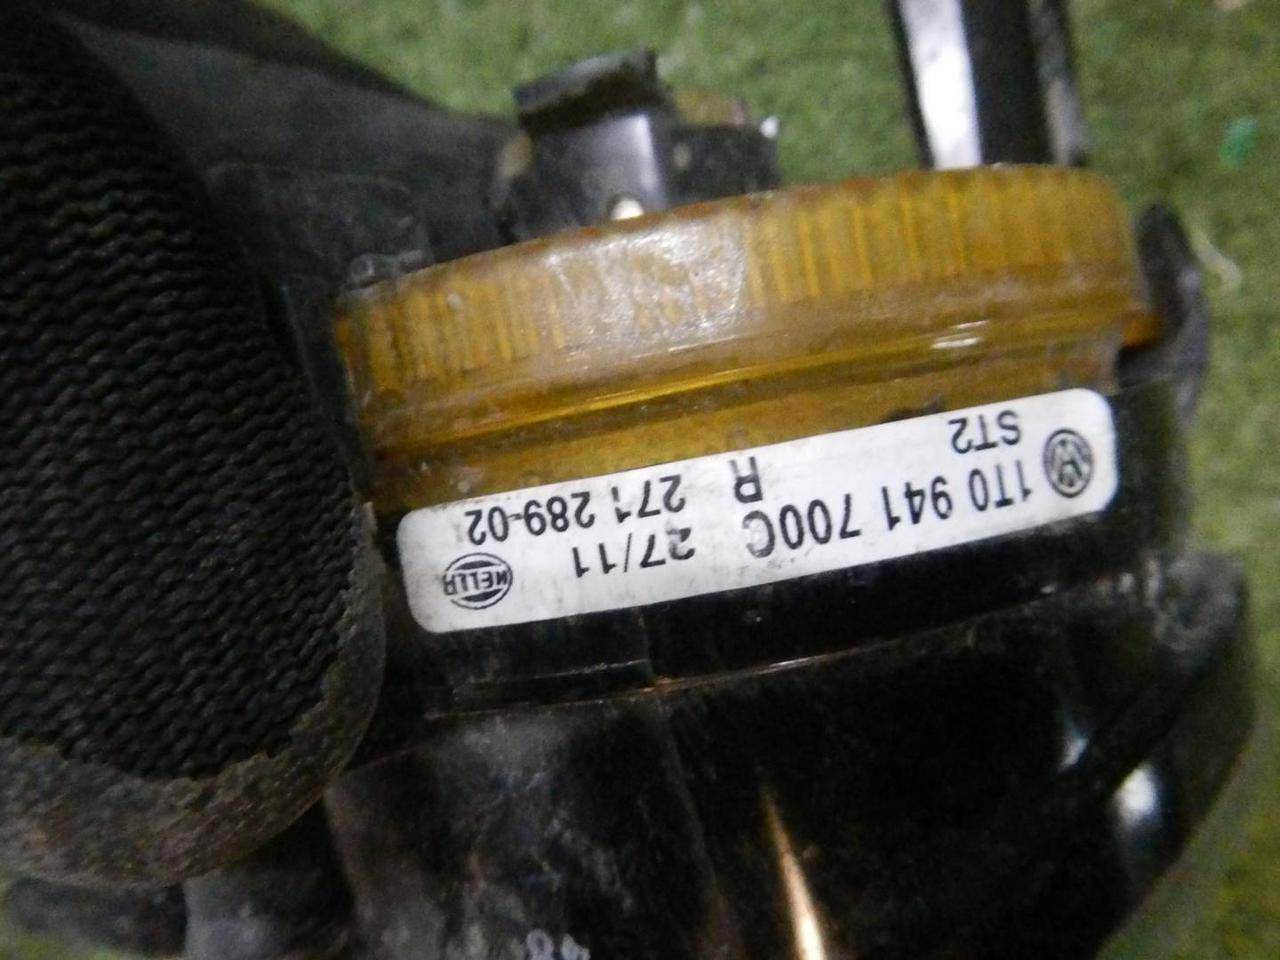 ST2
1T0 941 700C
R
27/11
271 289-02
HELLA